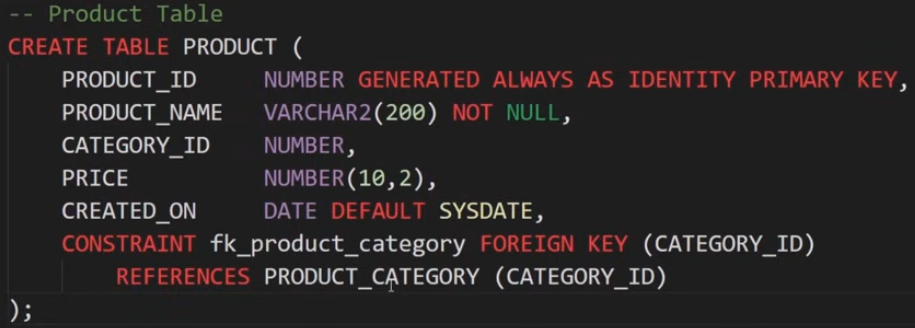 -- Product Table
CREATE TABLE PRODUCT (
    PRODUCT_ID     NUMBER GENERATED ALWAYS AS IDENTITY PRIMARY KEY,
    PRODUCT_NAME   VARCHAR2(200) NOT NULL,
    CATEGORY_ID    NUMBER,
    PRICE          NUMBER(10,2),
    CREATED_ON     DATE DEFAULT SYSDATE,
    CONSTRAINT fk_product_category FOREIGN KEY (CATEGORY_ID)
        REFERENCES PRODUCT_CATEGORY (CATEGORY_ID)
);